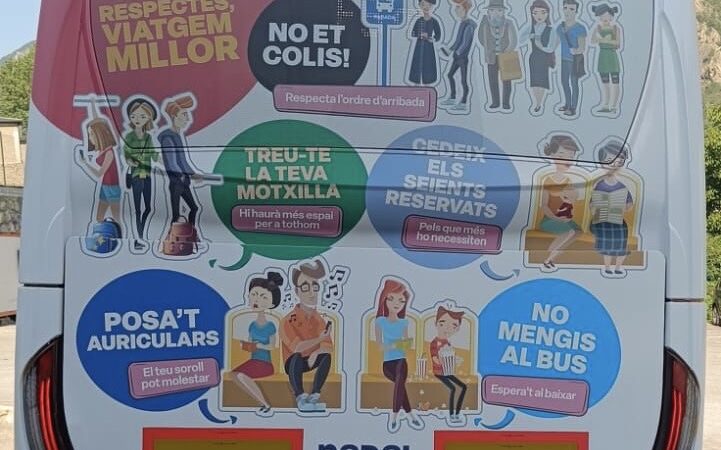 RESPECTES,
VIATGEM
MILLOR
NO ET
COLIS!
PARADA
Respecta l'ordre d'arribada
TREU-TE
LA TEVA
MOTXILLA
Hi haurà més espai
per a tothom
CEDEIX
ELS
SEIENTS
RESERVATS
Pels que més
ho necessiten
POSA'T
AURICULARS
El teu soroll
pot molestar
NO
MENGIS
AL BUS
Espera't al baixar